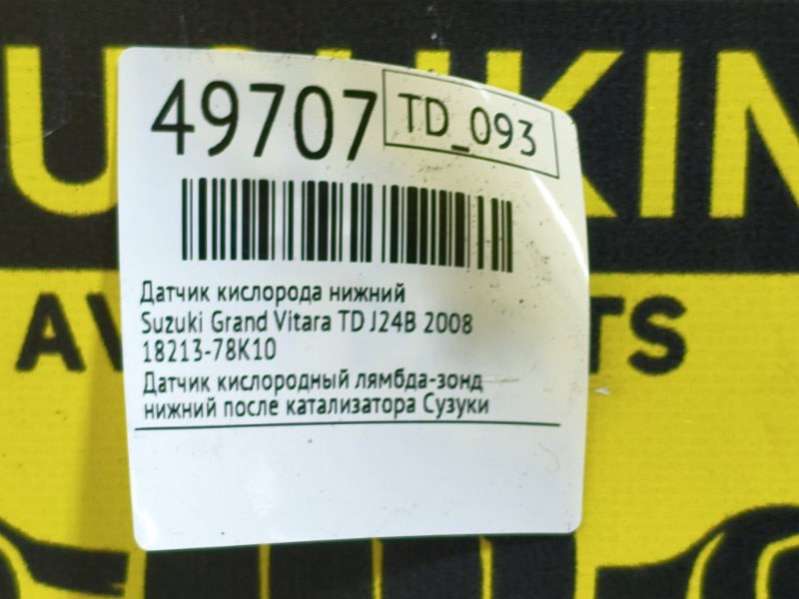 49707 TD_093
Датчик кислорода нижний
Suzuki Grand Vitara TD J24B 2008
18213-78K10
Датчик кислородный лямбда-зонд
нижний после катализатора Сузуки